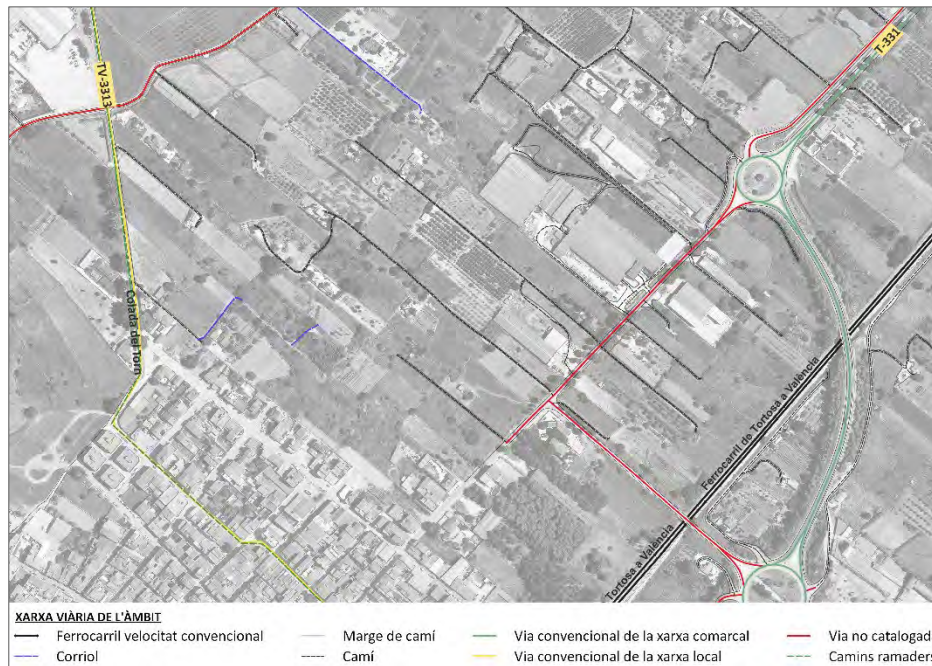 T-331
TV-3313
Colada del Torn
Ferrocarril de Tortosa a València
Tortosa a València
XARXA VIÀRIA DE L'ÀMBIT
Ferrocarril velocitat convencional
Marge de camí
Via convencional de la xarxa comarcal
Via no catalogad
Corriol
Camí
Via convencional de la xarxa local
Camins ramaders